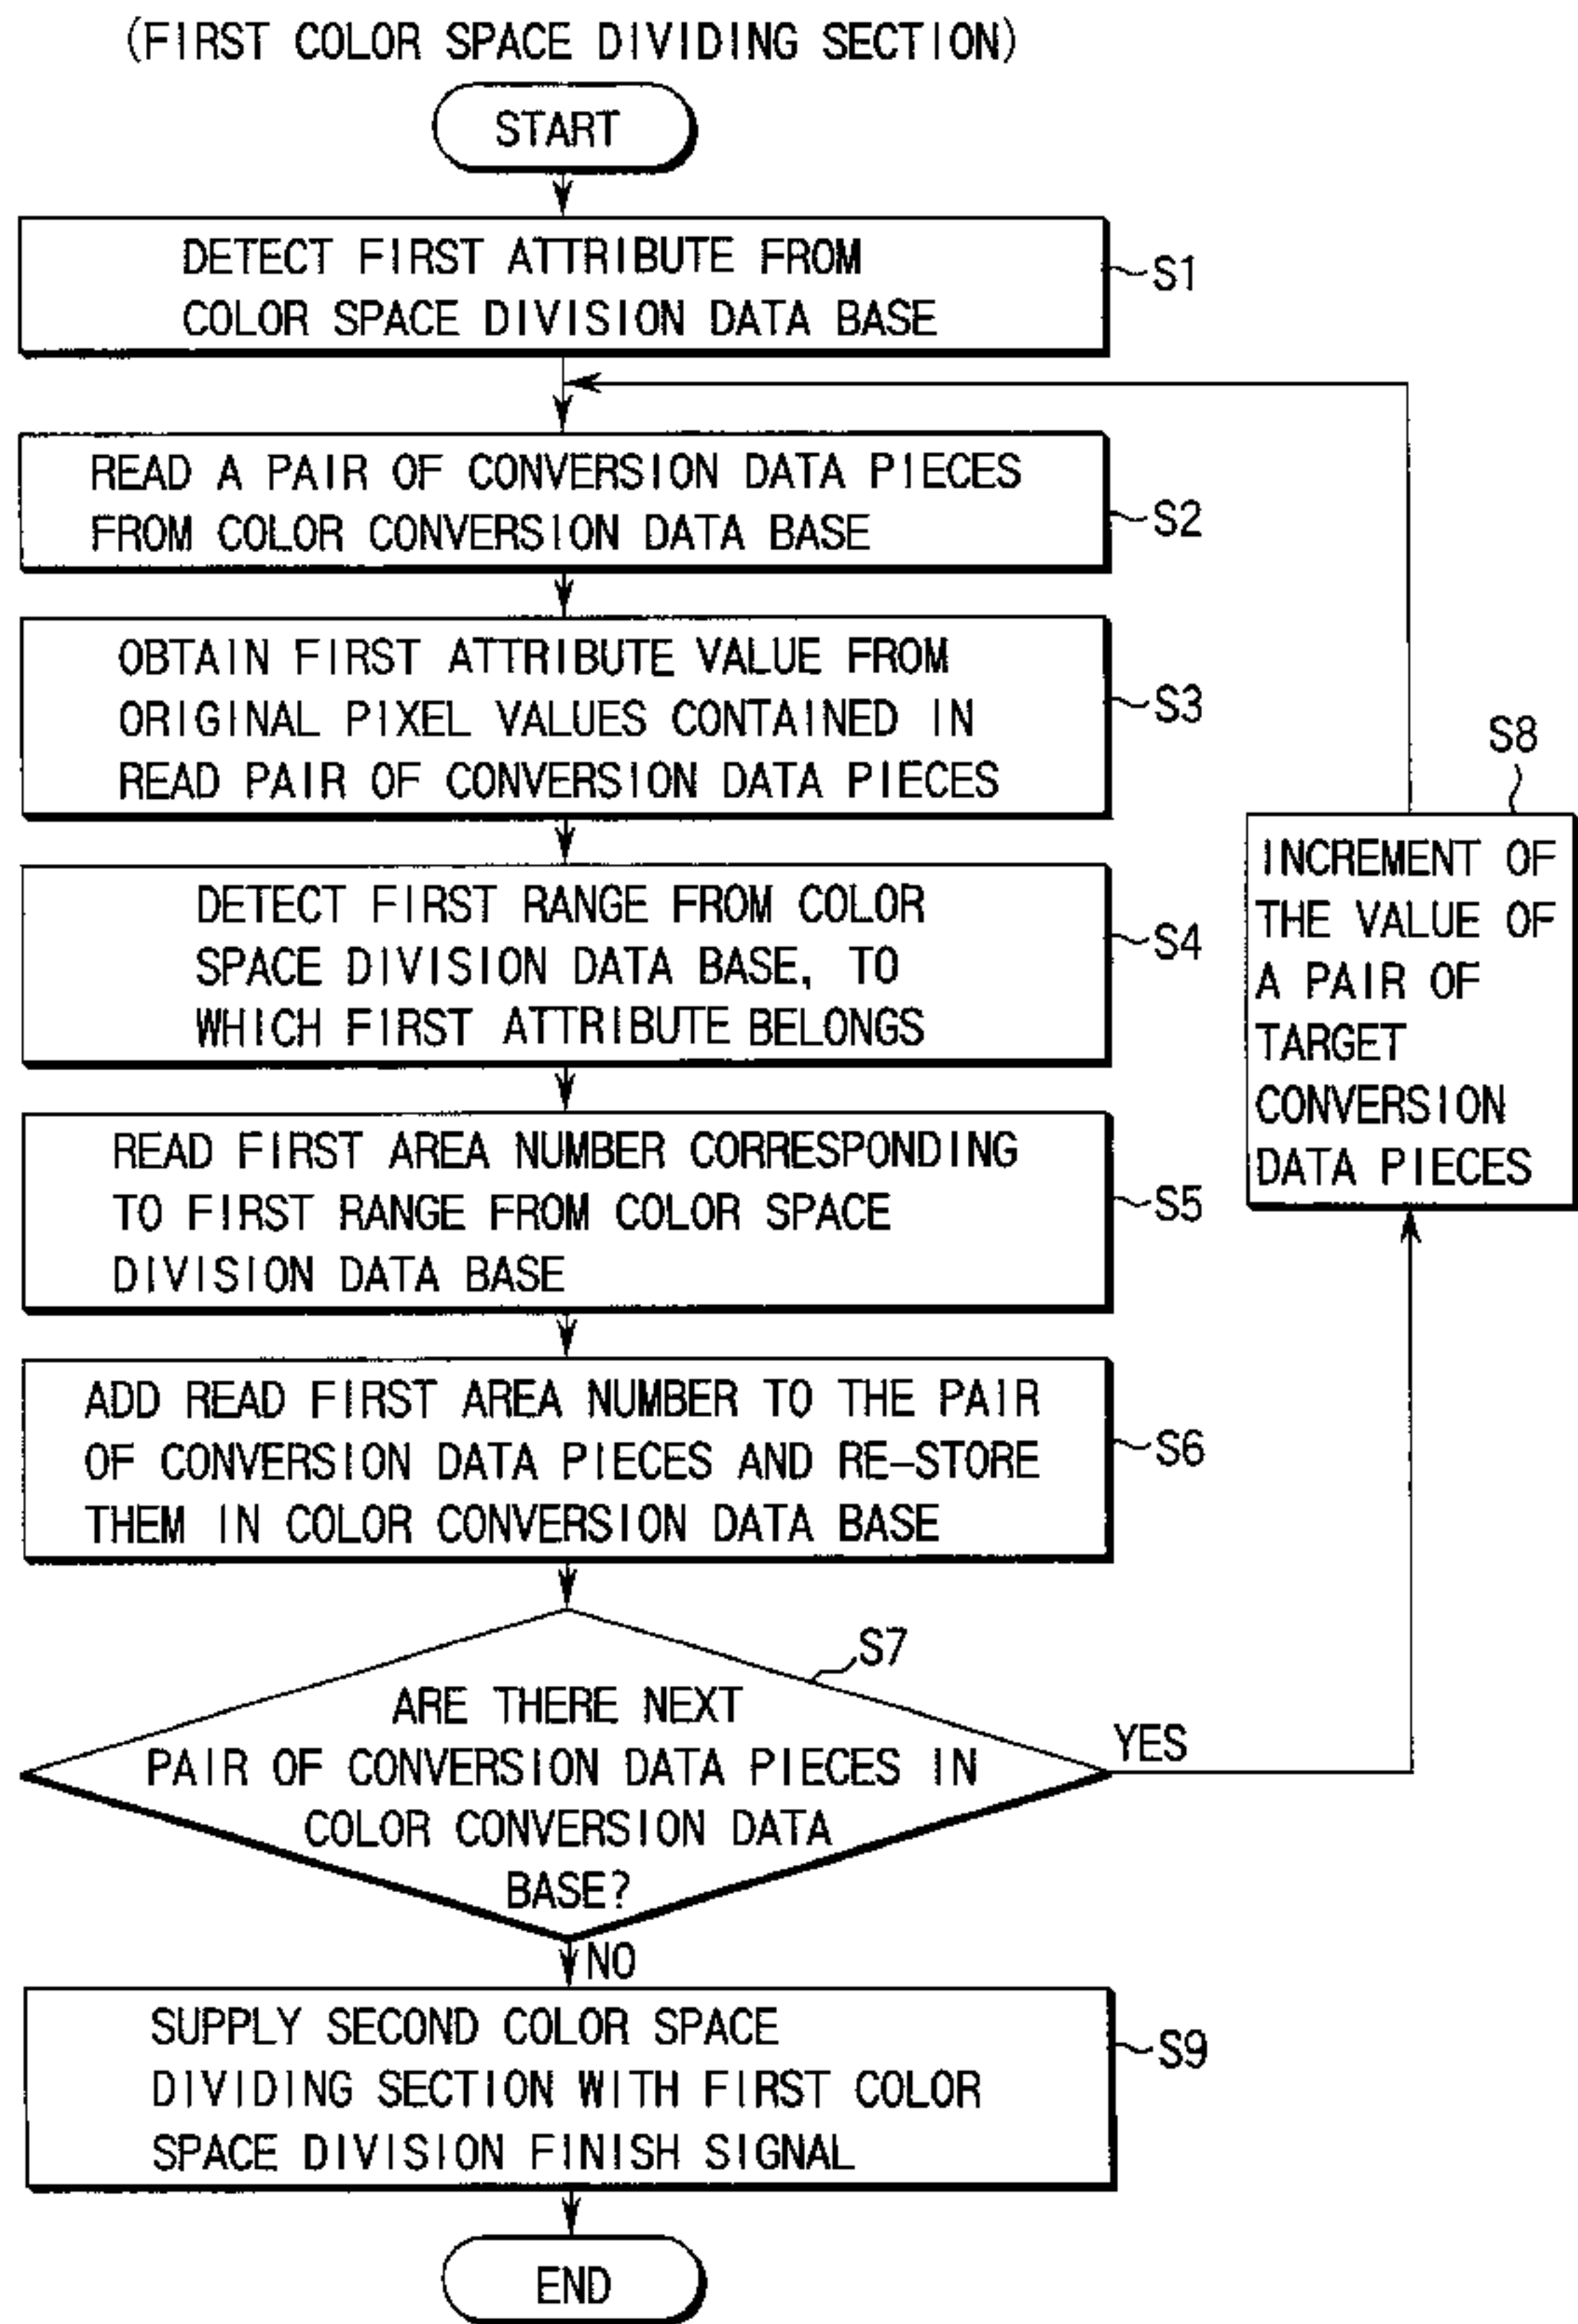 (FIRST COLOR SPACE DIVIDING SECTION)
START
DETECT FIRST ATTRIBUTE FROM
COLOR SPACE DIVISION DATA BASE
S1
READ A PAIR OF CONVERSION DATA PIECES
FROM COLOR CONVERSION DATA BASE
S2
OBTAIN FIRST ATTRIBUTE VALUE FROM
ORIGINAL PIXEL VALUES CONTAINED IN
READ PAIR OF CONVERSION DATA PIECES
S3
S8
INCREMENT OF
THE VALUE OF
A PAIR OF
TARGET
CONVERSION
DATA PIECES
DETECT FIRST RANGE FROM COLOR
SPACE DIVISION DATA BASE, TO
WHICH FIRST ATTRIBUTE BELONGS
S4
READ FIRST AREA NUMBER CORRESPONDING
TO FIRST RANGE FROM COLOR SPACE
DIVISION DATA BASE
S5
ADD READ FIRST AREA NUMBER TO THE PAIR
OF CONVERSION DATA PIECES AND RE-STORE
THEM IN COLOR CONVERSION DATA BASE
S6
S7
ARE THERE NEXT
PAIR OF CONVERSION DATA PIECES IN
COLOR CONVERSION DATA
BASE?
YES
NO
SUPPLY SECOND COLOR SPACE
DIVIDING SECTION WITH FIRST COLOR
SPACE DIVISION FINISH SIGNAL
S9
END